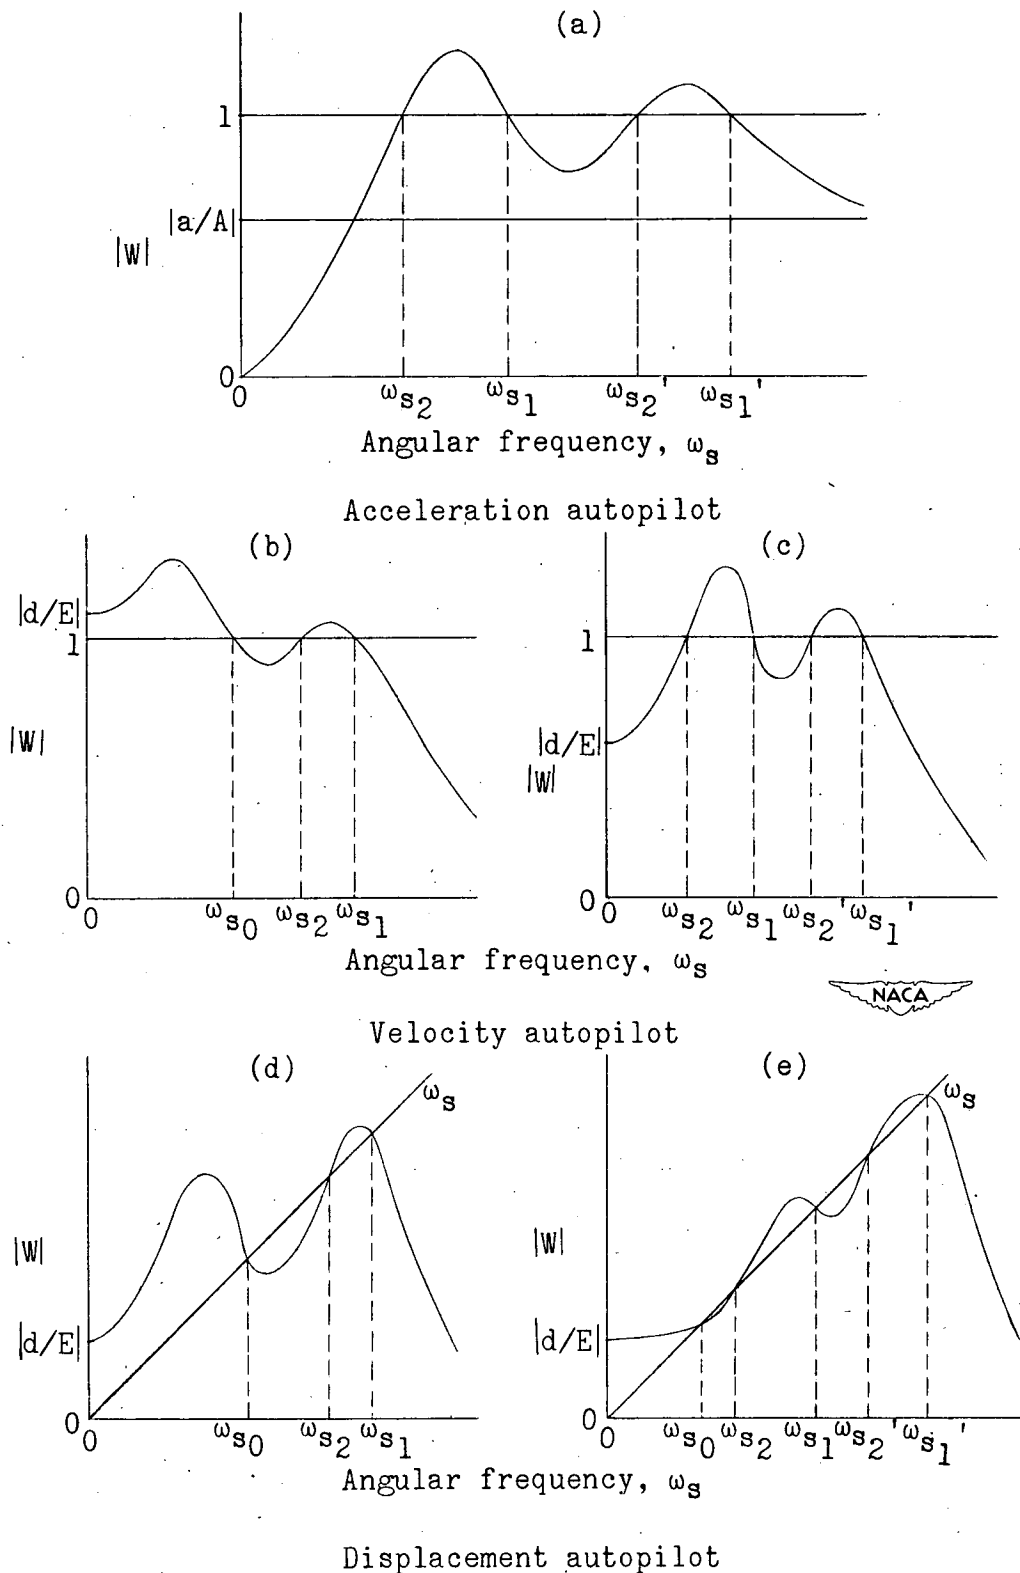 (a)
1
|a/A|
|W|
0
0 ωs2 ωs1 ωs2' ωs1'
Angular frequency, ωs
Acceleration autopilot
(b)
|d/E|
1
|W|
0
0 ωs0 ωs2 ωs1
(c)
1
|d/E|
|W|
0
0 ωs2 ωs1 ωs2' ωs1'
Angular frequency, ωs
NACA
Velocity autopilot
(d)
ωs
|W|
|d/E|
0
0 ωs0 ωs2 ωs1
(e)
ωs
|W|
|d/E|
0
0 ωs0 ωs2 ωs1 ωs2' ωs1'
Angular frequency, ωs
Displacement autopilot